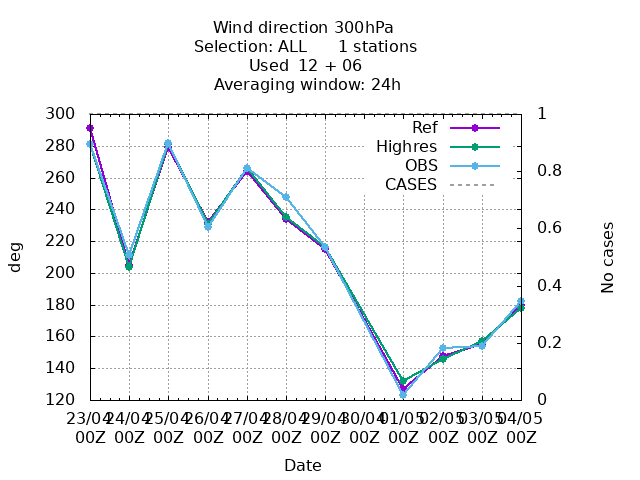 Wind direction 300hPa
Selection: ALL 1 stations
Used 12 + 06
Averaging window: 24h
300 1
Ref
280
Highres
260 0.8
OBS
CASES
240
220 0.6
200
180 0.4
160
140 0.2
120 0
deg
No cases
23/04 24/04 25/04 26/04 27/04 28/04 29/04 30/04 01/05 02/05 03/05 04/05
00Z 00Z 00Z 00Z 00Z 00Z 00Z 00Z 00Z 00Z 00Z 00Z
Date